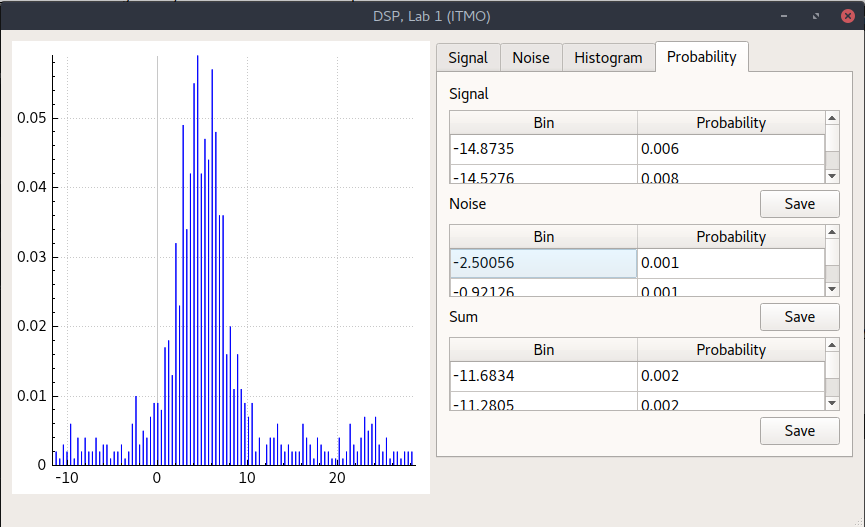 DSP, Lab 1 (ITMO)
Signal Noise Histogram Probability
Signal
Bin Probability
-14.8735 0.006
-14.5276 0.008
Noise Save
Bin Probability
-2.50056 0.001
-0.92126 0.001
Sum Save
Bin Probability
-11.6834 0.002
-11.2805 0.002
Save
0.05
0.04
0.03
0.02
0.01
0
-10 0 10 20